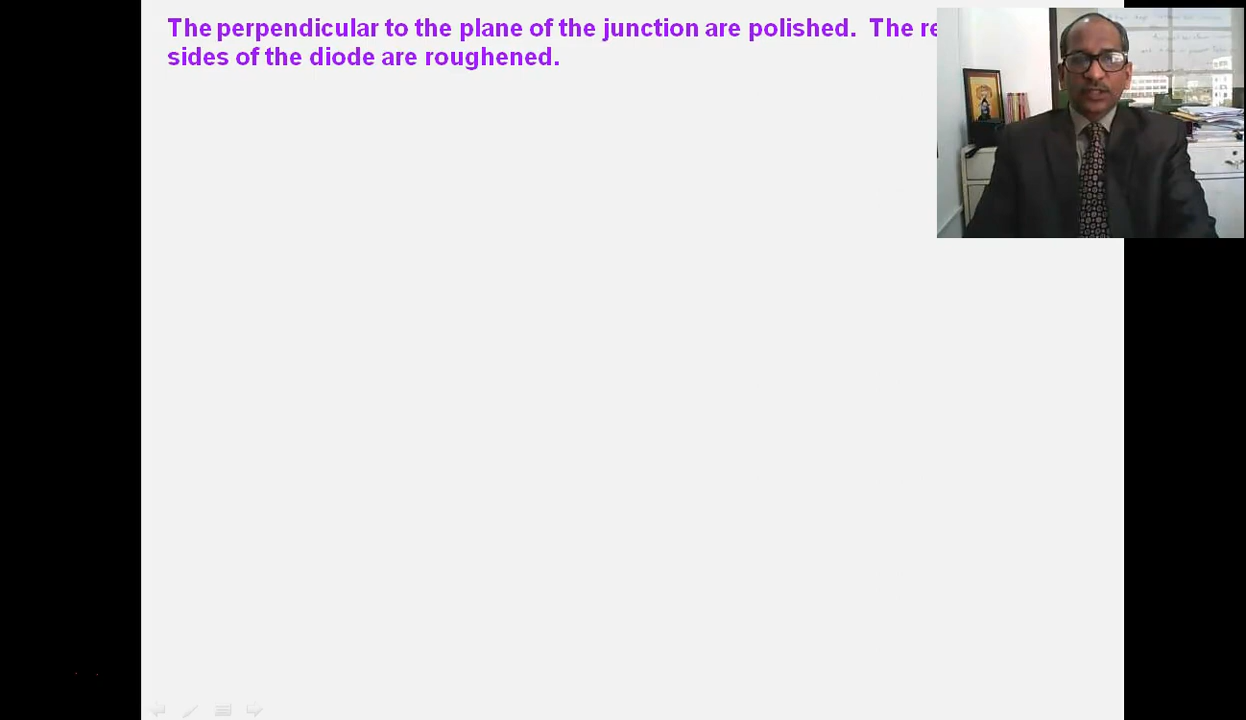 The perpendicular to the plane of the junction are polished. The re
sides of the diode are roughened.